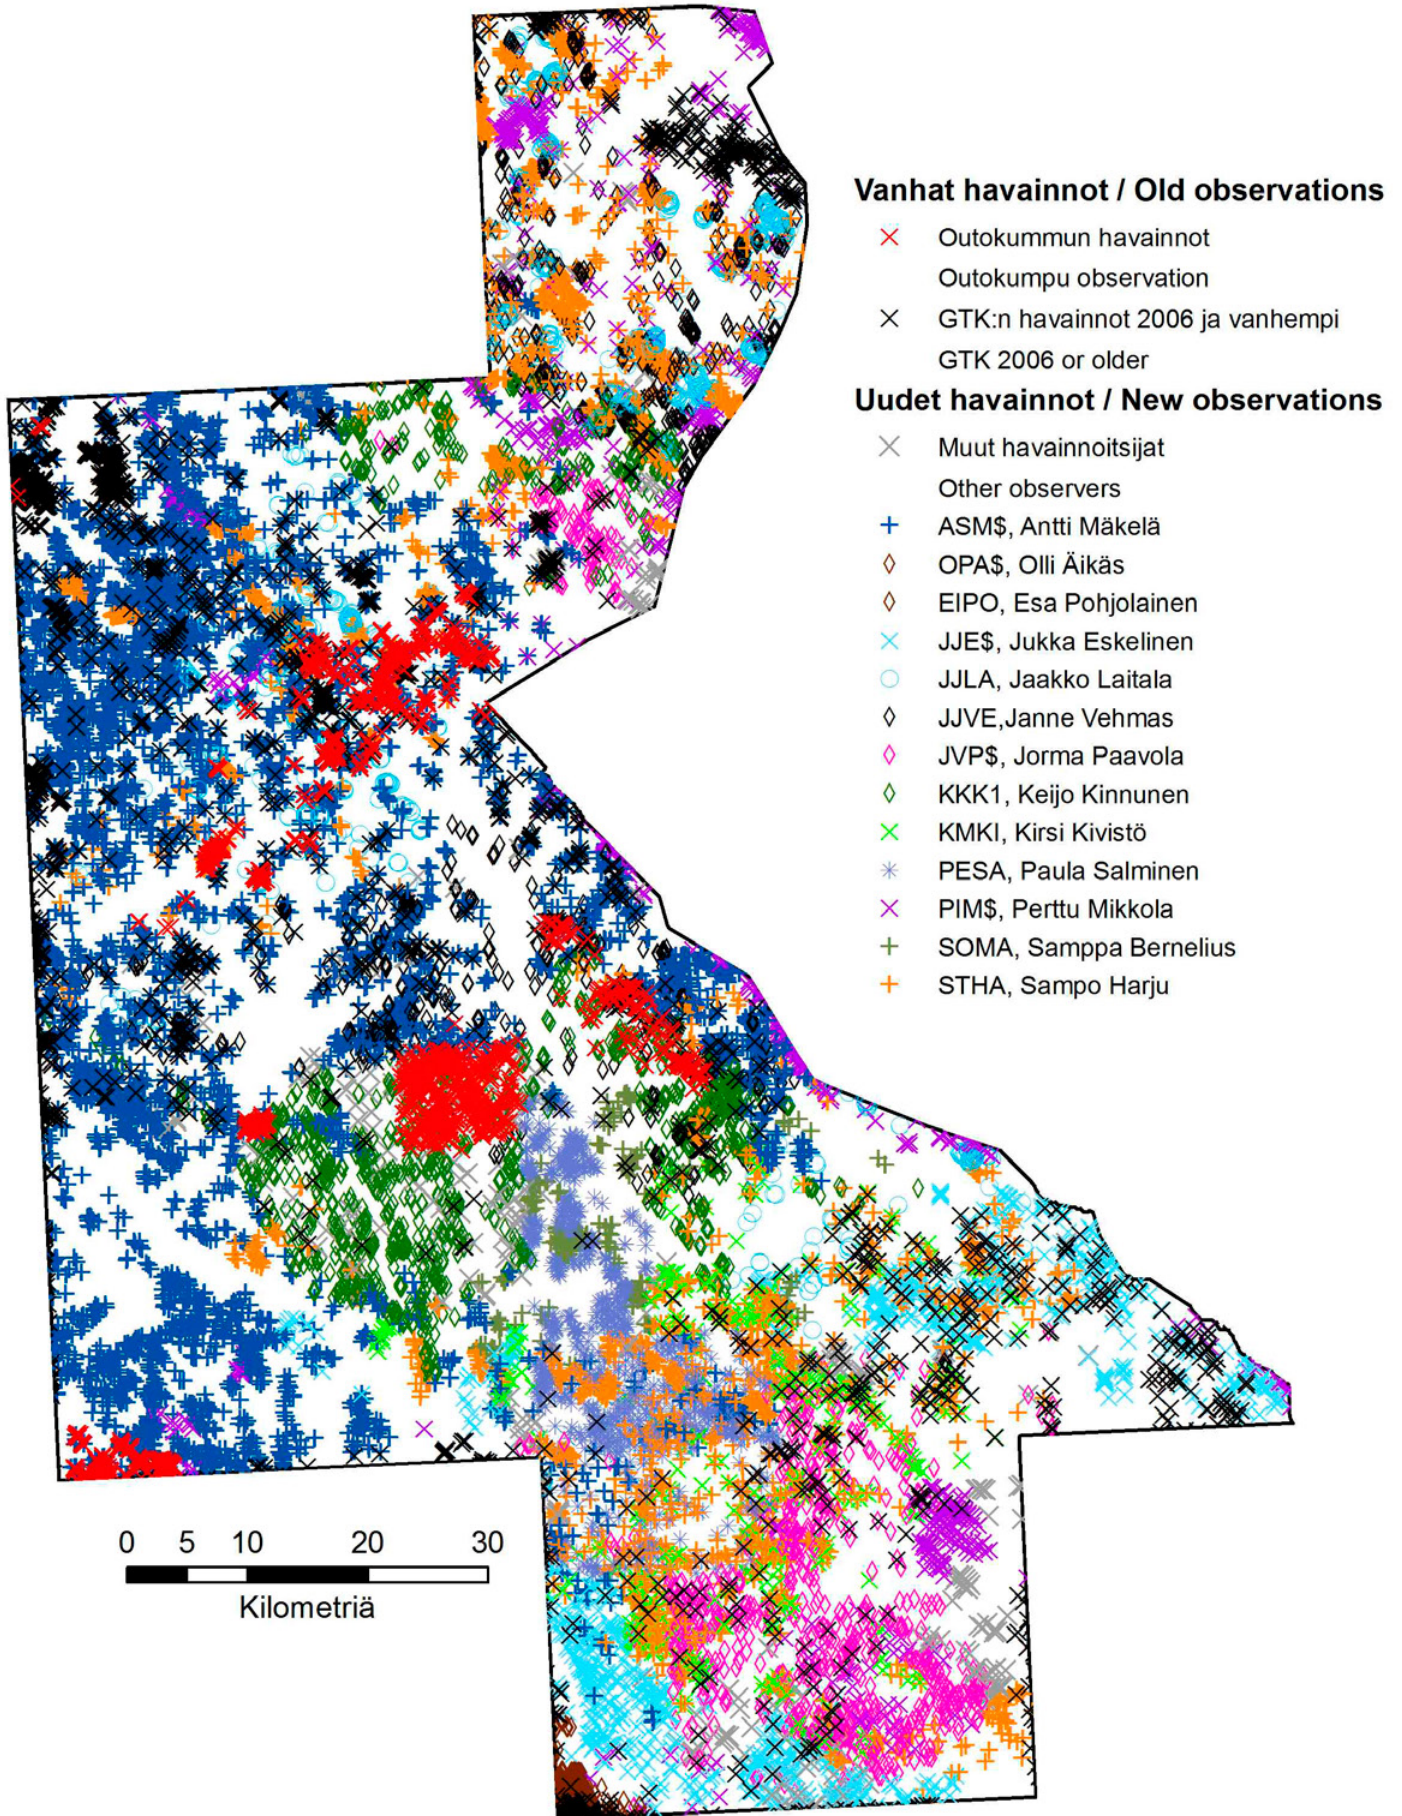 Vanhat havainnot / Old observations
Outokummun havainnot
Outokumpu observation
GTK:n havainnot 2006 ja vanhempi
GTK 2006 or older
Uudet havainnot / New observations
Muut havainnoitsijat
Other observers
ASM$, Antti Mäkelä
OPA$, Olli Äikäs
EIPO, Esa Pohjolainen
JJE$, Jukka Eskelinen
JJLA, Jaakko Laitala
JJVE,Janne Vehmas
JVP$, Jorma Paavola
KKK1, Keijo Kinnunen
KMKI, Kirsi Kivistö
PESA, Paula Salminen
PIM$, Perttu Mikkola
SOMA, Samppa Bernelius
STHA, Sampo Harju
0 5 10 20 30
Kilometriä